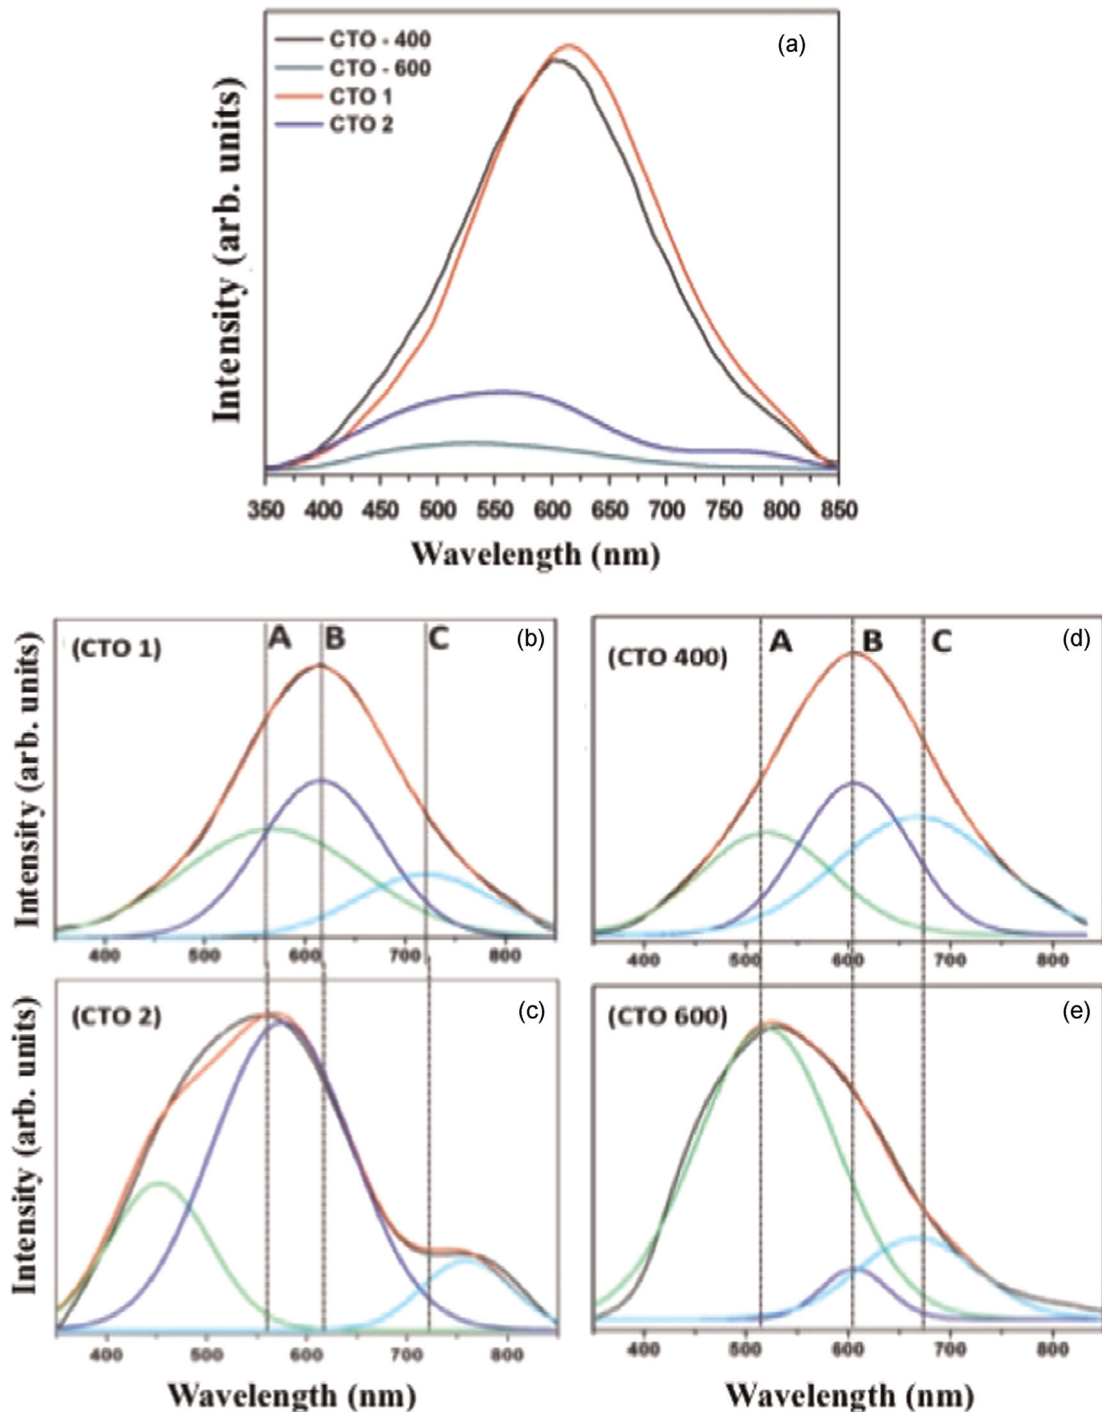 (a)
CTO - 400
CTO - 600
CTO 1
CTO 2
Intensity (arb. units)
350 400 450 500 550 600 650 700 750 800 850
Wavelength (nm)
(CTO 1)
A B C
(b)
Intensity (arb. units)
400 500 600 700 800
(CTO 400)
A B C
(d)
400 500 600 700 800
(CTO 2)
(c)
Intensity (arb. units)
400 500 600 700 800
Wavelength (nm)
(CTO 600)
(e)
400 500 600 700 800
Wavelength (nm)